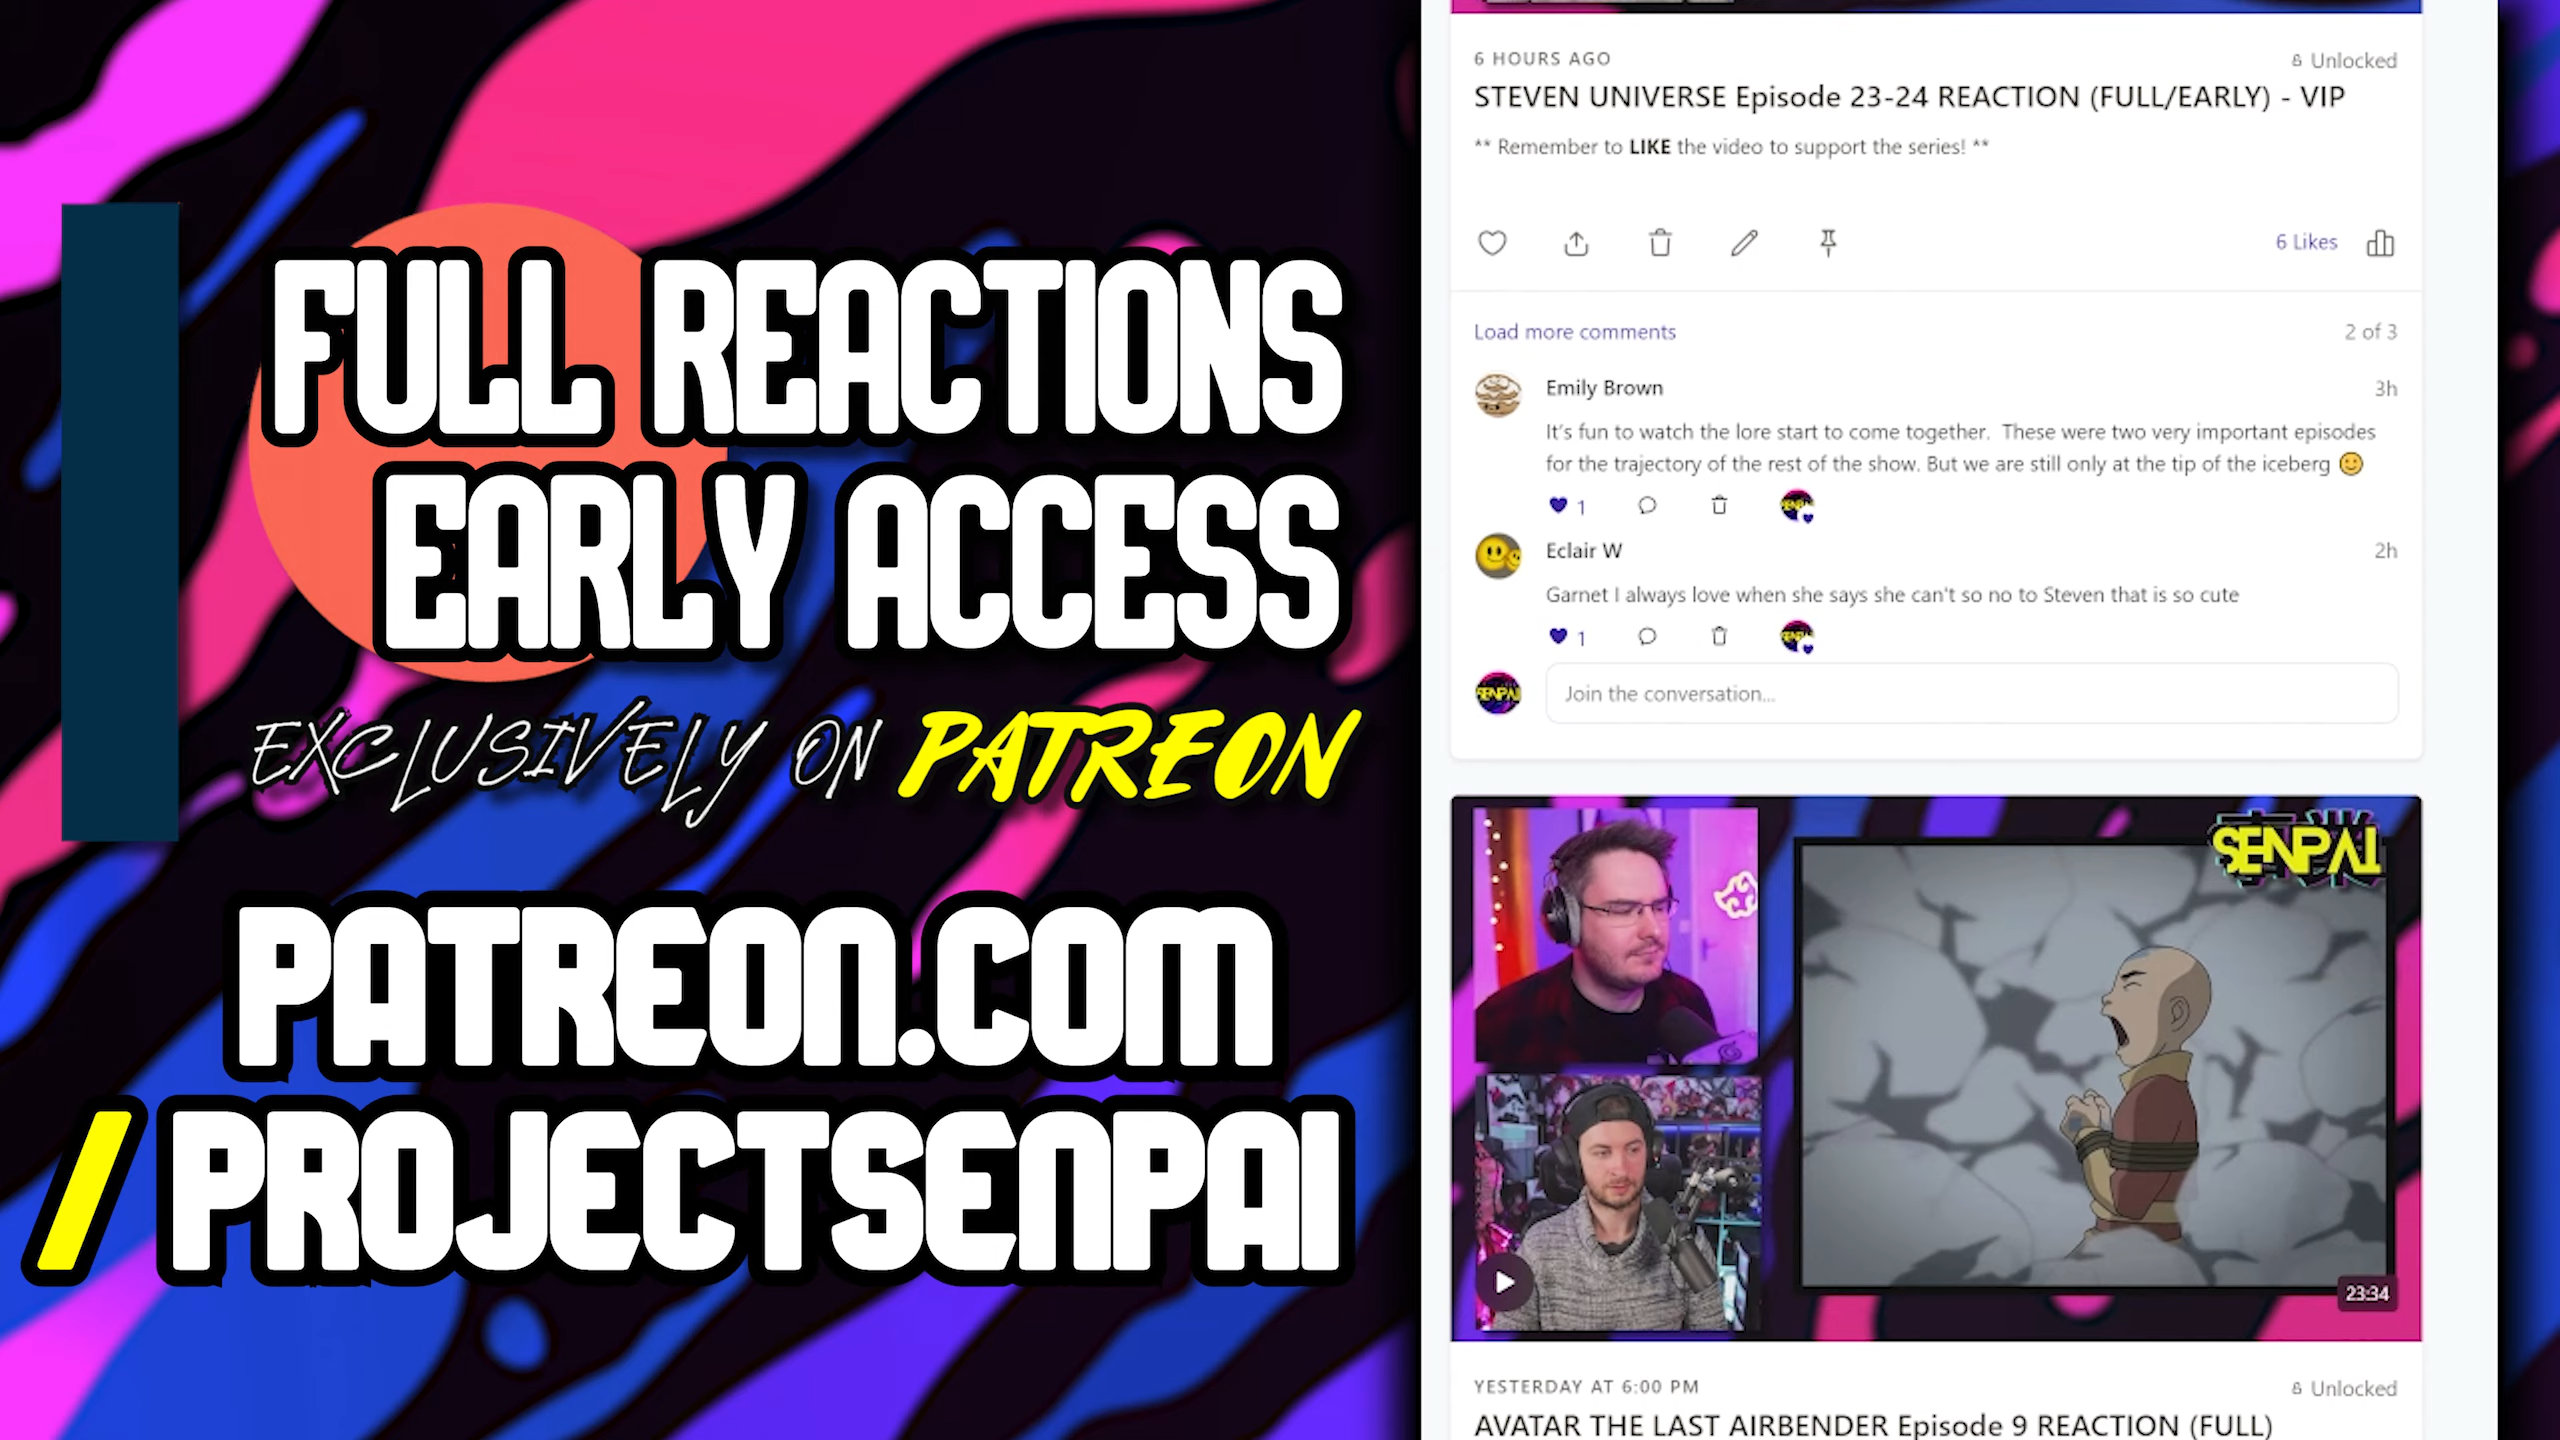 FULL REACTIONS
EARLY ACCESS
EXCLUSIVELY ON PATREON
PATREON.COM
/PROJECTSENPAI
6 HOURS AGO
Unlocked
STEVEN UNIVERSE Episode 23-24 REACTION (FULL/EARLY) - VIP
** Remember to LIKE the video to support the series! **
6 Likes
Load more comments
2 of 3
Emily Brown
3h
It's fun to watch the lore start to come together.  These were two very important episodes
for the trajectory of the rest of the show. But we are still only at the tip of the iceberg 🙂
1
SENPAI
Eclair W
2h
Garnet I always love when she says she can't so no to Steven that is so cute
1
SENPAI
SENPAI
Join the conversation...
SENPAI
23:34
YESTERDAY AT 6:00 PM
Unlocked
AVATAR THE LAST AIRBENDER Episode 9 REACTION (FULL)